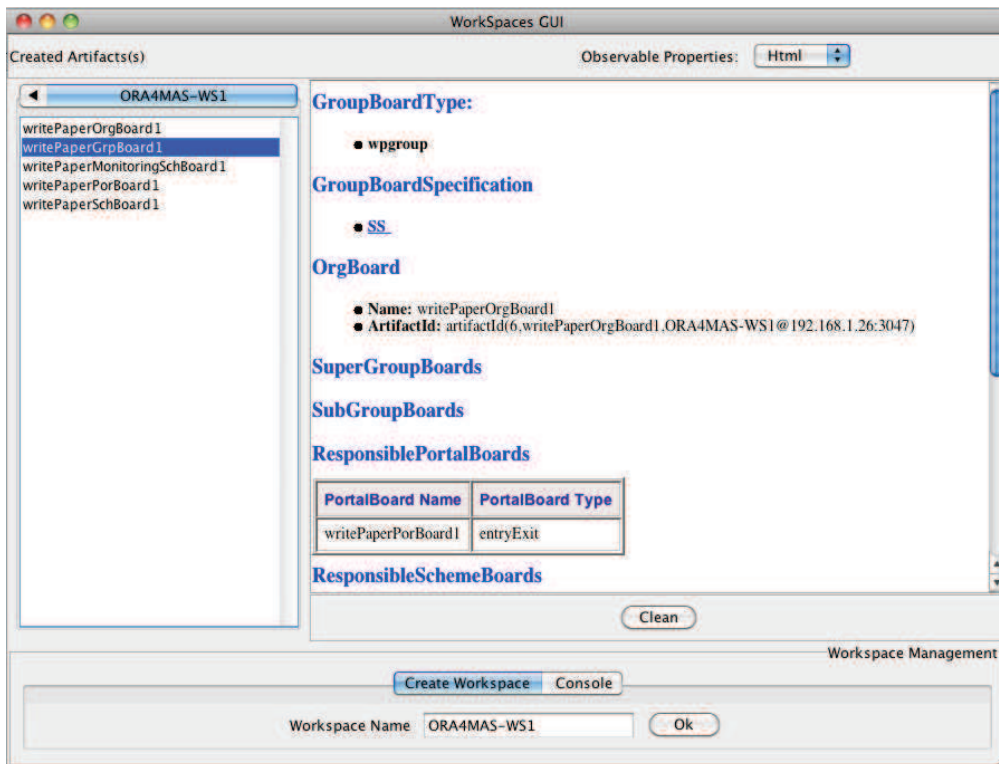 WorkSpaces GUI
Created Artifacts(s)
Observable Properties: Html
ORA4MAS-WS1
writePaperOrgBoard1
writePaperGrpBoard1
writePaperMonitoringSchBoard1
writePaperPorBoard1
writePaperSchBoard1
GroupBoardType:
wpgroup
GroupBoardSpecification
SS_
OrgBoard
Name: writePaperOrgBoard1
ArtifactId: artifactId(6,writePaperOrgBoard1,ORA4MAS-WS1@192.168.1.26:3047)
SuperGroupBoards
SubGroupBoards
ResponsiblePortalBoards
PortalBoard Name PortalBoard Type
writePaperPorBoard1 entryExit
ResponsibleSchemeBoards
Clean
Workspace Management
Create Workspace Console
Workspace Name ORA4MAS-WS1 Ok